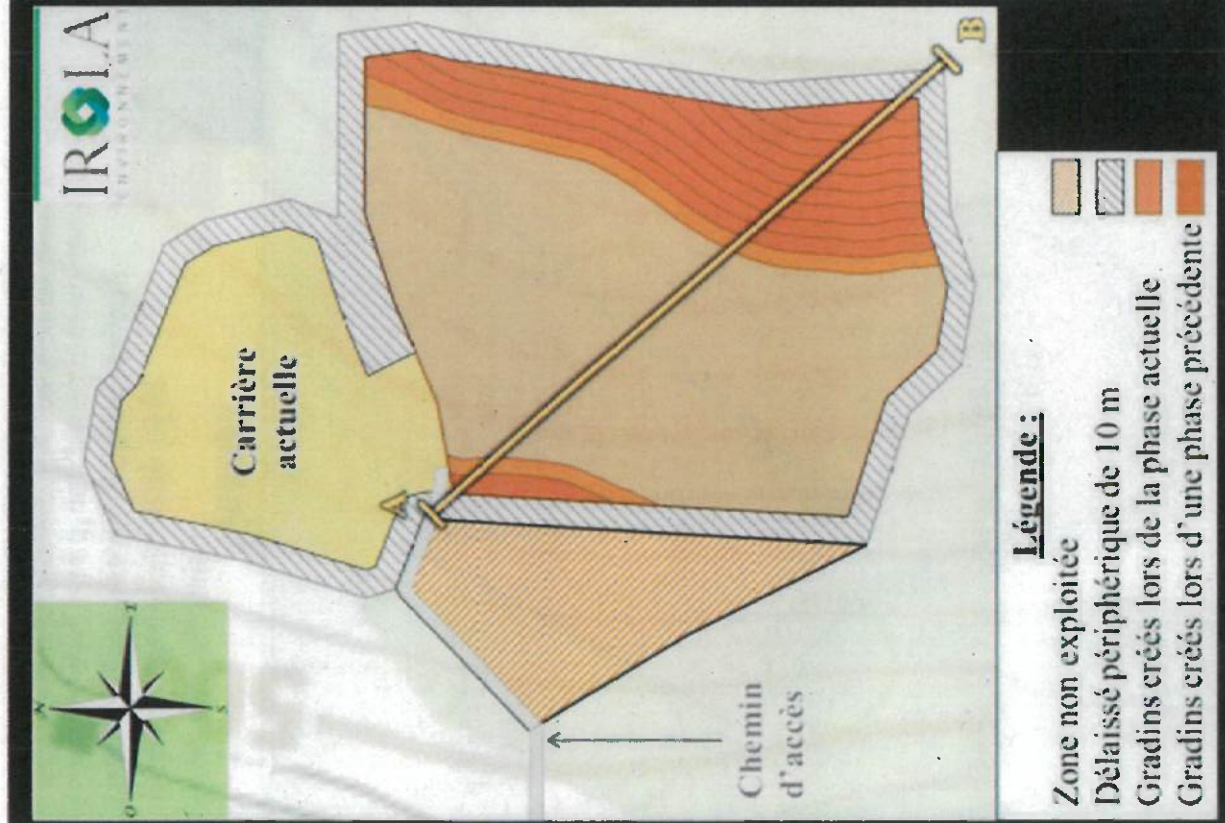 IROLA
ENVIRONNEMENT
N
O
E
S
Carrière
actuelle
A
B
Chemin
d'accès
Légende :
Zone non exploitée
Délaissé périphérique de 10 m
Gradins créés lors de la phase actuelle
Gradins créés lors d'une phase précédente